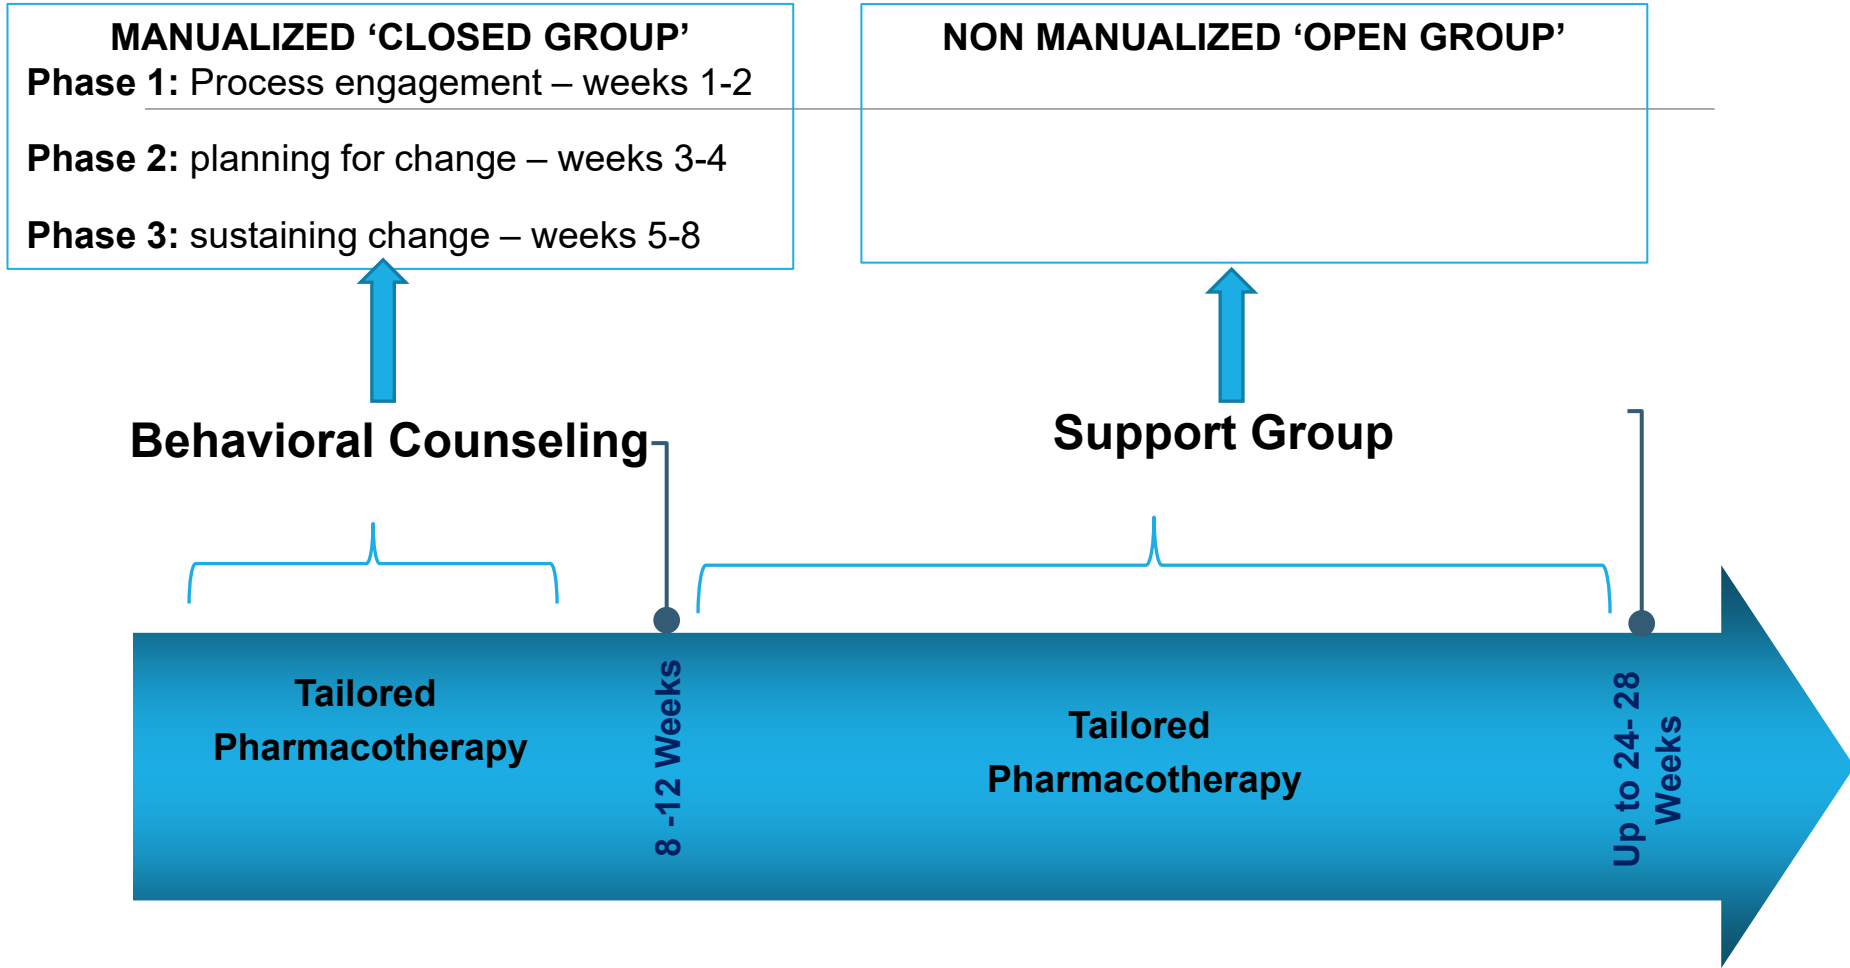 MANUALIZED ‘CLOSED GROUP’
Phase 1: Process engagement – weeks 1-2
Phase 2: planning for change – weeks 3-4
Phase 3: sustaining change – weeks 5-8
NON MANUALIZED ‘OPEN GROUP’
Behavioral Counseling
Support Group
Tailored
Pharmacotherapy
8 -12 Weeks
Tailored
Pharmacotherapy
Up to 24- 28
Weeks